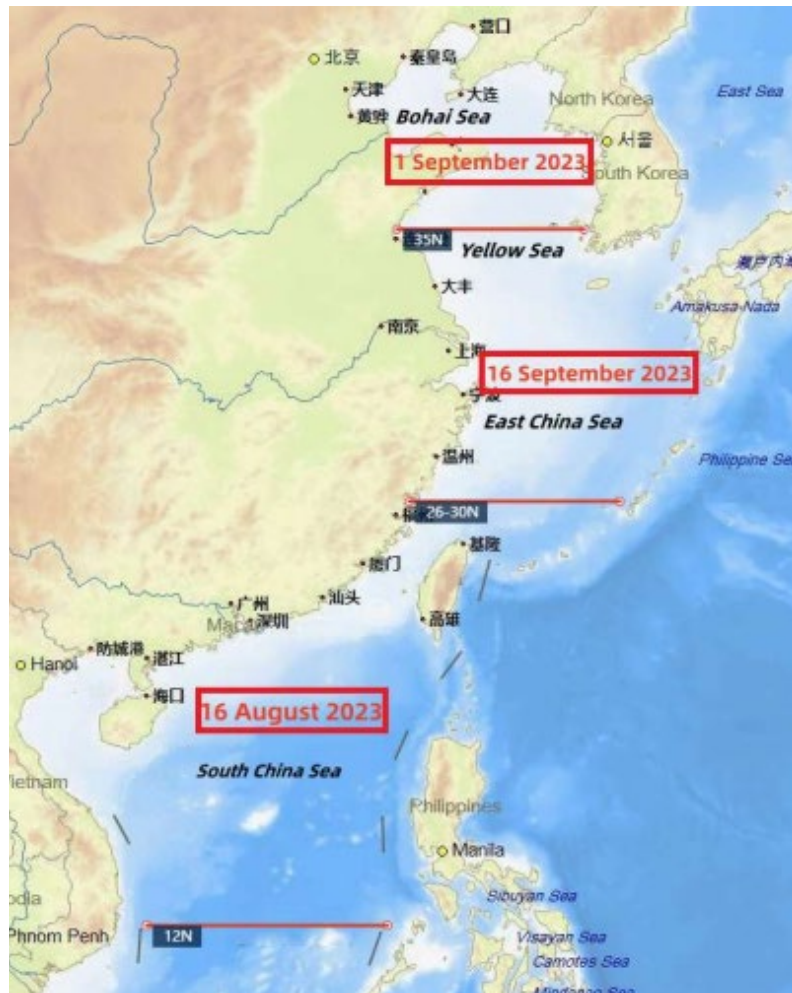 营口
北京
秦皇岛
天津
大连
North Korea
East Sea
黄骅
Bohai Sea
서울
1 September 2023
South Korea
35N
Yellow Sea
大丰
Amakusa Nada
南京
上海
16 September 2023
宁波
East China Sea
温州
Philippine Se
26-30N
基隆
厦门
广州
汕头
深圳
高雄
防城港
湛江
Hanoi
海口
16 August 2023
South China Sea
ietnam
Philippines
Manila
Sibuyan Sea
odia
Phnom Penh
12N
Visayan Sea
Camotes Sea
Mindanao Sea